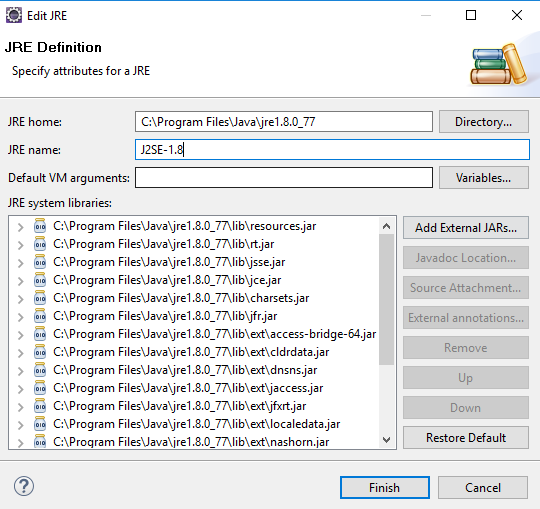 Edit JRE
JRE Definition
Specify attributes for a JRE
JRE home: C:\Program Files\Java\jre1.8.0_77 Directory...
JRE name: J2SE-1.8
Default VM arguments: Variables...
JRE system libraries:
C:\Program Files\Java\jre1.8.0_77\lib\resources.jar Add External JARs...
C:\Program Files\Java\jre1.8.0_77\lib\rt.jar
C:\Program Files\Java\jre1.8.0_77\lib\jsse.jar Javadoc Location...
C:\Program Files\Java\jre1.8.0_77\lib\jce.jar Source Attachment...
C:\Program Files\Java\jre1.8.0_77\lib\charsets.jar
C:\Program Files\Java\jre1.8.0_77\lib\jfr.jar External annotations...
C:\Program Files\Java\jre1.8.0_77\lib\ext\access-bridge-64.jar
C:\Program Files\Java\jre1.8.0_77\lib\ext\cldrdata.jar Remove
C:\Program Files\Java\jre1.8.0_77\lib\ext\dnsns.jar Up
C:\Program Files\Java\jre1.8.0_77\lib\ext\jaccess.jar
C:\Program Files\Java\jre1.8.0_77\lib\ext\jfxrt.jar Down
C:\Program Files\Java\jre1.8.0_77\lib\ext\localedata.jar
C:\Program Files\Java\jre1.8.0_77\lib\ext\nashorn.jar Restore Default
? Finish Cancel